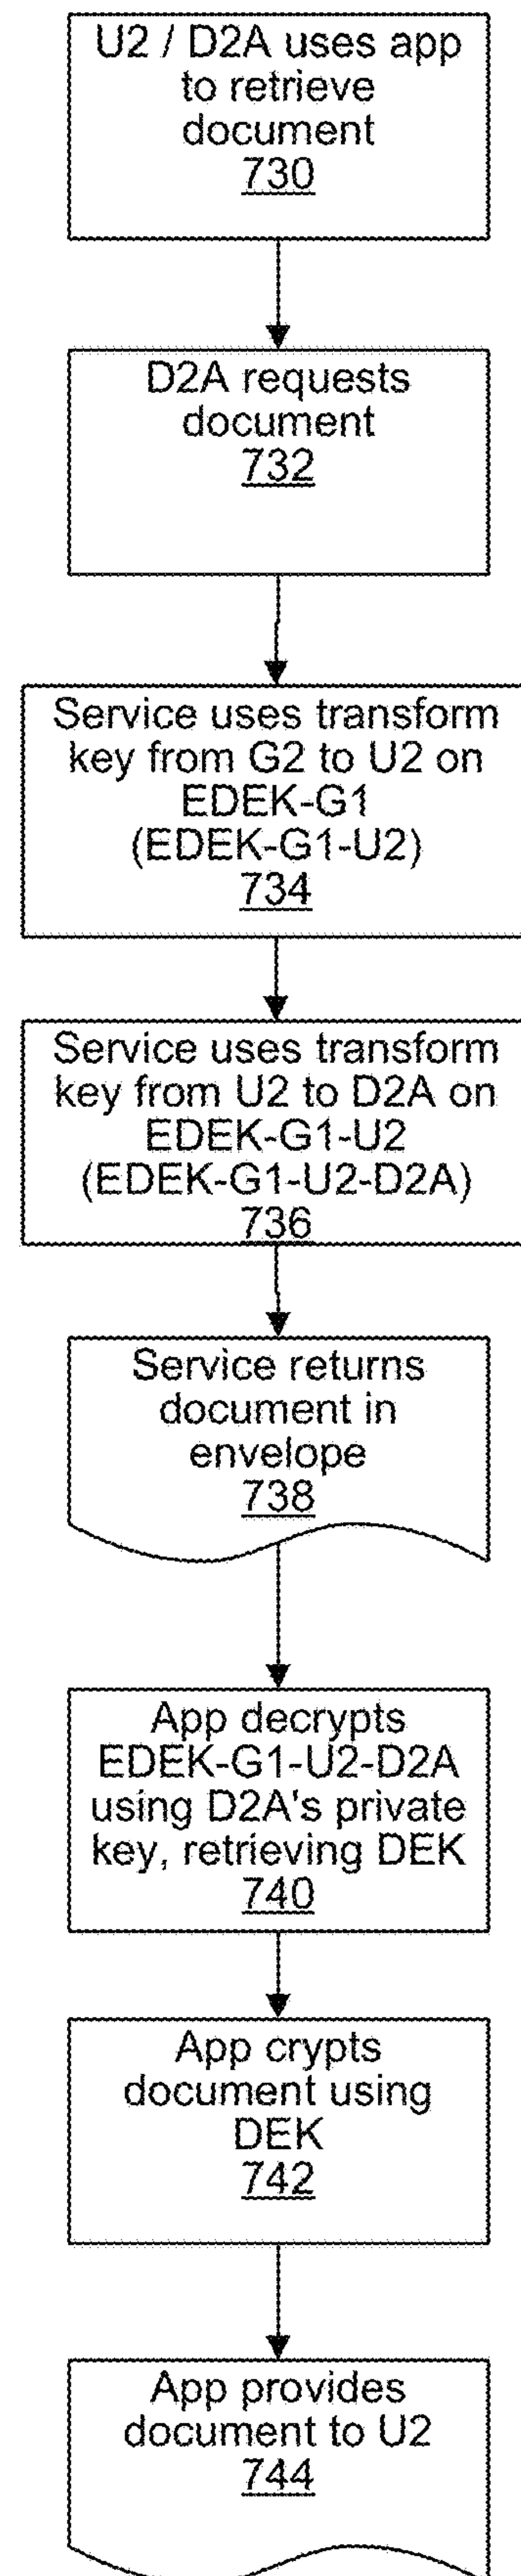 U2 / D2A uses app
to retrieve
document
730
D2A requests
document
732
Service uses transform
key from G2 to U2 on
EDEK-G1
(EDEK-G1-U2)
734
Service uses transform
key from U2 to D2A on
EDEK-G1-U2
(EDEK-G1-U2-D2A)
736
Service returns
document in
envelope
738
App decrypts
EDEK-G1-U2-D2A
using D2A's private
key, retrieving DEK
740
App crypts
document using
DEK
742
App provides
document to U2
744